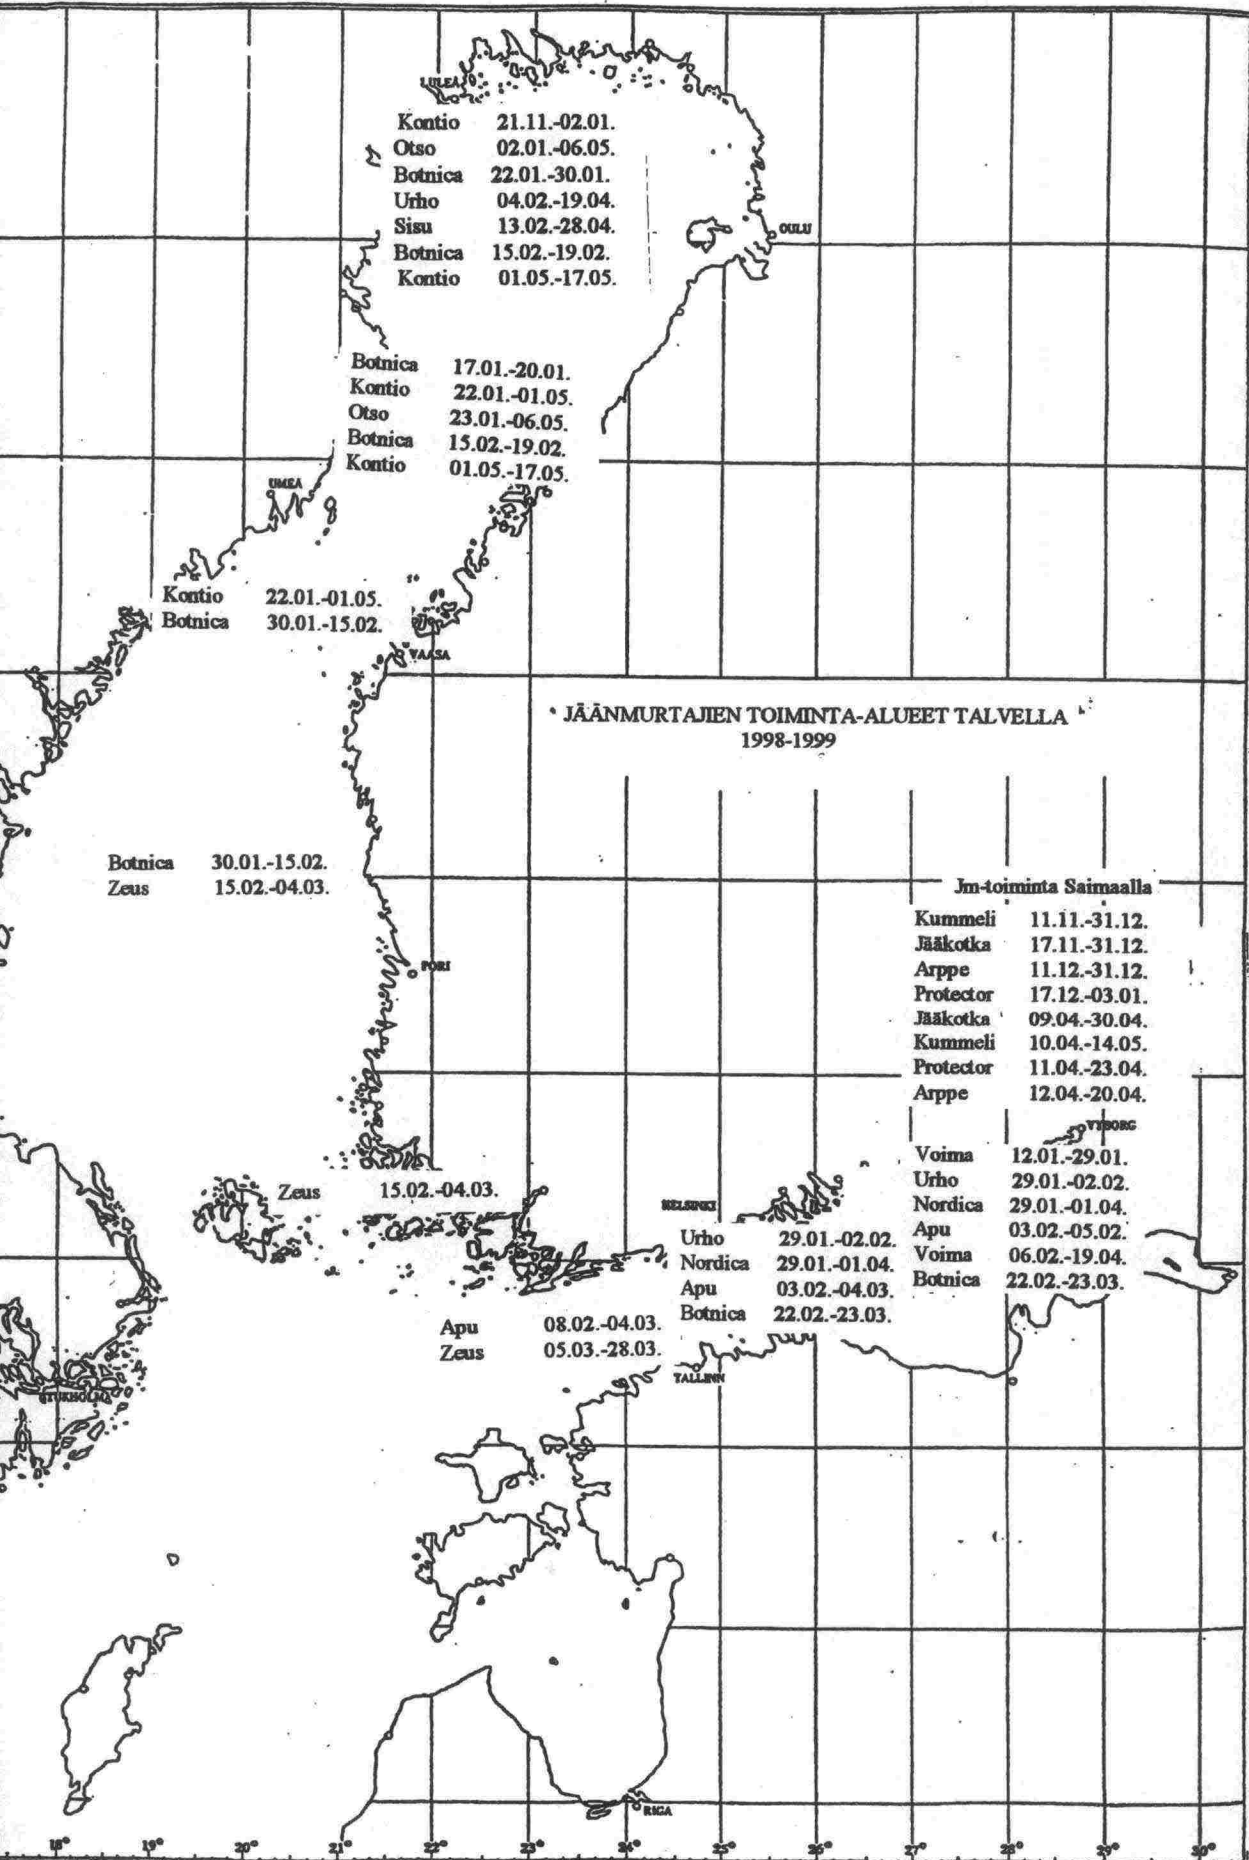 LULEÅ
Kontio 21.11.-02.01.
Otso 02.01.-06.05.
Botnica 22.01.-30.01.
Urho 04.02.-19.04.
Sisu 13.02.-28.04.
Botnica 15.02.-19.02.
Kontio 01.05.-17.05.
OULU
Botnica 17.01.-20.01.
Kontio 22.01.-01.05.
Otso 23.01.-06.05.
Botnica 15.02.-19.02.
Kontio 01.05.-17.05.
UMEA
Kontio 22.01.-01.05.
Botnica 30.01.-15.02.
VAASA
JÄÄNMURTAJIEN TOIMINTA-ALUEET TALVELLA
1998-1999
Botnica 30.01.-15.02.
Zeus 15.02.-04.03.
PORI
Jm-toiminta Saimaalla
Kummeli 11.11.-31.12.
Jääkotka 17.11.-31.12.
Arppe 11.12.-31.12.
Protector 17.12.-03.01.
Jääkotka 09.04.-30.04.
Kummeli 10.04.-14.05.
Protector 11.04.-23.04.
Arppe 12.04.-20.04.
VYBORG
Voima 12.01.-29.01.
Urho 29.01.-02.02.
Nordica 29.01.-01.04.
Apu 03.02.-05.02.
Voima 06.02.-19.04.
Botnica 22.02.-23.03.
Zeus 15.02.-04.03.
HELSINKI
Urho 29.01.-02.02.
Nordica 29.01.-01.04.
Apu 03.02.-04.03.
Botnica 22.02.-23.03.
Apu 08.02.-04.03.
Zeus 05.03.-28.03.
TALLINN
STUKHOLMA
RIGA
18° 19° 20° 21° 22° 23° 24° 25° 26° 27° 28° 29° 30°